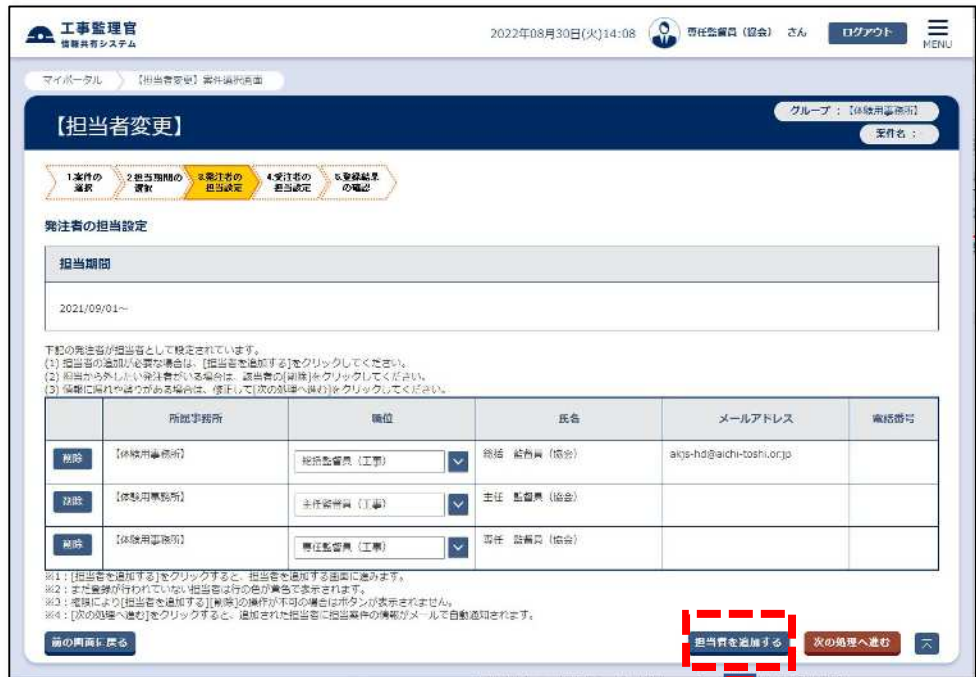 工事監理官
情報共有システム
2022年08月30日(火)14:08
専任監督員（協会） さん
ログアウト
MENU
マイポータル
【担当者変更】案件選択画面
【担当者変更】
グループ：【体験用事務所】
案件名：
1.案件の選択
2.担当期間の選択
3.発注者の担当設定
4.受注者の担当設定
5.登録結果の確認
発注者の担当設定
担当期間
2021/09/01～
下記の発注者が担当者として設定されています。
(1) 担当者の追加が必要な場合は、[担当者を追加する]をクリックしてください。
(2) 担当から外したい発注者がいる場合は、該当者の[削除]をクリックしてください。
(3) 情報に漏れや誤りがある場合は、修正して[次の処理へ進む]をクリックしてください。
所属事務所 職位 氏名 メールアドレス 電話番号
削除 【体験用事務所】 総括監督員（工事） 総括 監督員（協会） akjs-hd@aichi-toshi.or.jp
削除 【体験用事務所】 主任監督員（工事） 主任 監督員（協会）
削除 【体験用事務所】 専任監督員（工事） 専任 監督員（協会）
※1：[担当者を追加する]をクリックすると、担当者を追加する画面に進みます。
※2：まだ登録が行われていない担当者は行の色が黄色で表示されます。
※3：権限により[担当者を追加する][削除]の操作が不可の場合はボタンが表示されません。
※4：[次の処理へ進む]をクリックすると、追加された担当者に担当案件の情報がメールで自動通知されます。
前の画面に戻る
担当者を追加する
次の処理へ進む